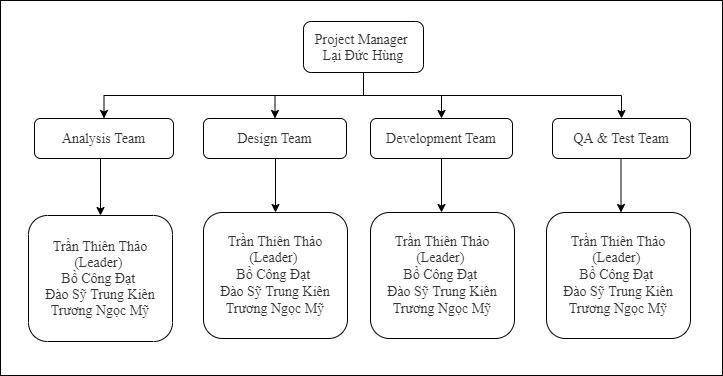 Project Manager
Lại Đức Hùng
Analysis Team
Design Team
Development Team
QA & Test Team
Trần Thiên Thảo
(Leader)
Bồ Công Đạt
Đào Sỹ Trung Kiên
Trương Ngọc Mỹ
Trần Thiên Thảo
(Leader)
Bồ Công Đạt
Đào Sỹ Trung Kiên
Trương Ngọc Mỹ
Trần Thiên Thảo
(Leader)
Bồ Công Đạt
Đào Sỹ Trung Kiên
Trương Ngọc Mỹ
Trần Thiên Thảo
(Leader)
Bồ Công Đạt
Đào Sỹ Trung Kiên
Trương Ngọc Mỹ